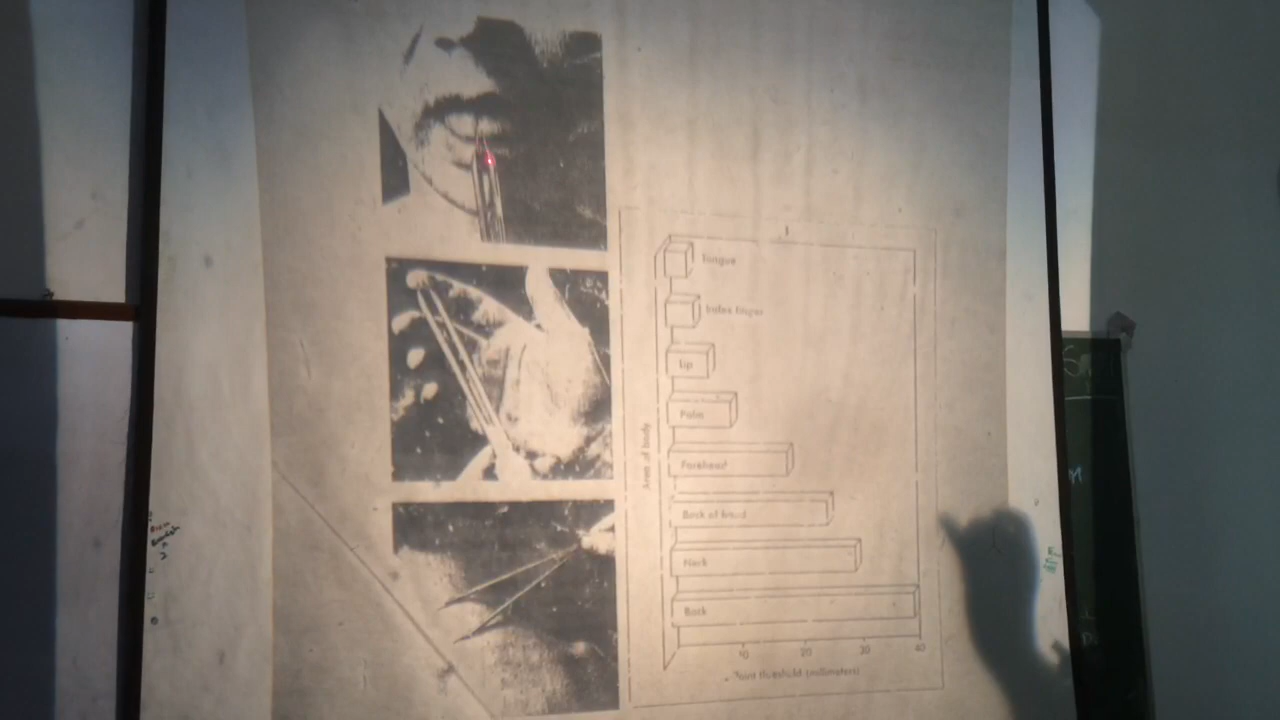 Tongue
Index finger
Lip
Palm
Forehead
Back of hand
Neck
Back
Area of body
10 20 30 40
Point threshold (millimeters)